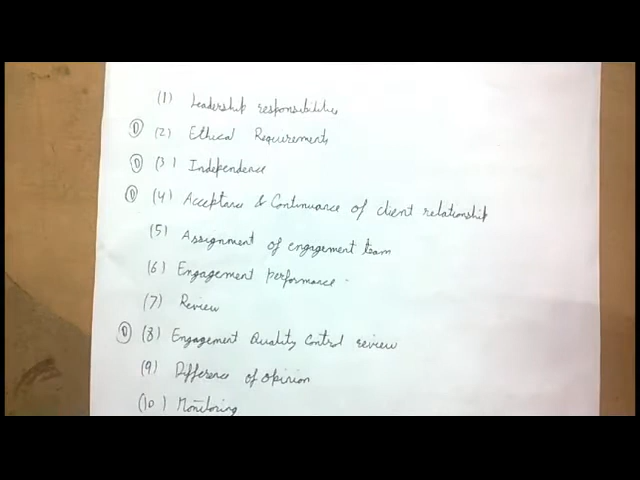 (1) Leadership responsibilities
D (2) Ethical Requirements
D (3) Independence
D (4) Acceptance & Continuance of client relationship
(5) Assignment of engagement team
(6) Engagement performance
(7) Review
D (8) Engagement Quality Control review
(9) Difference of opinion
(10) Monitoring